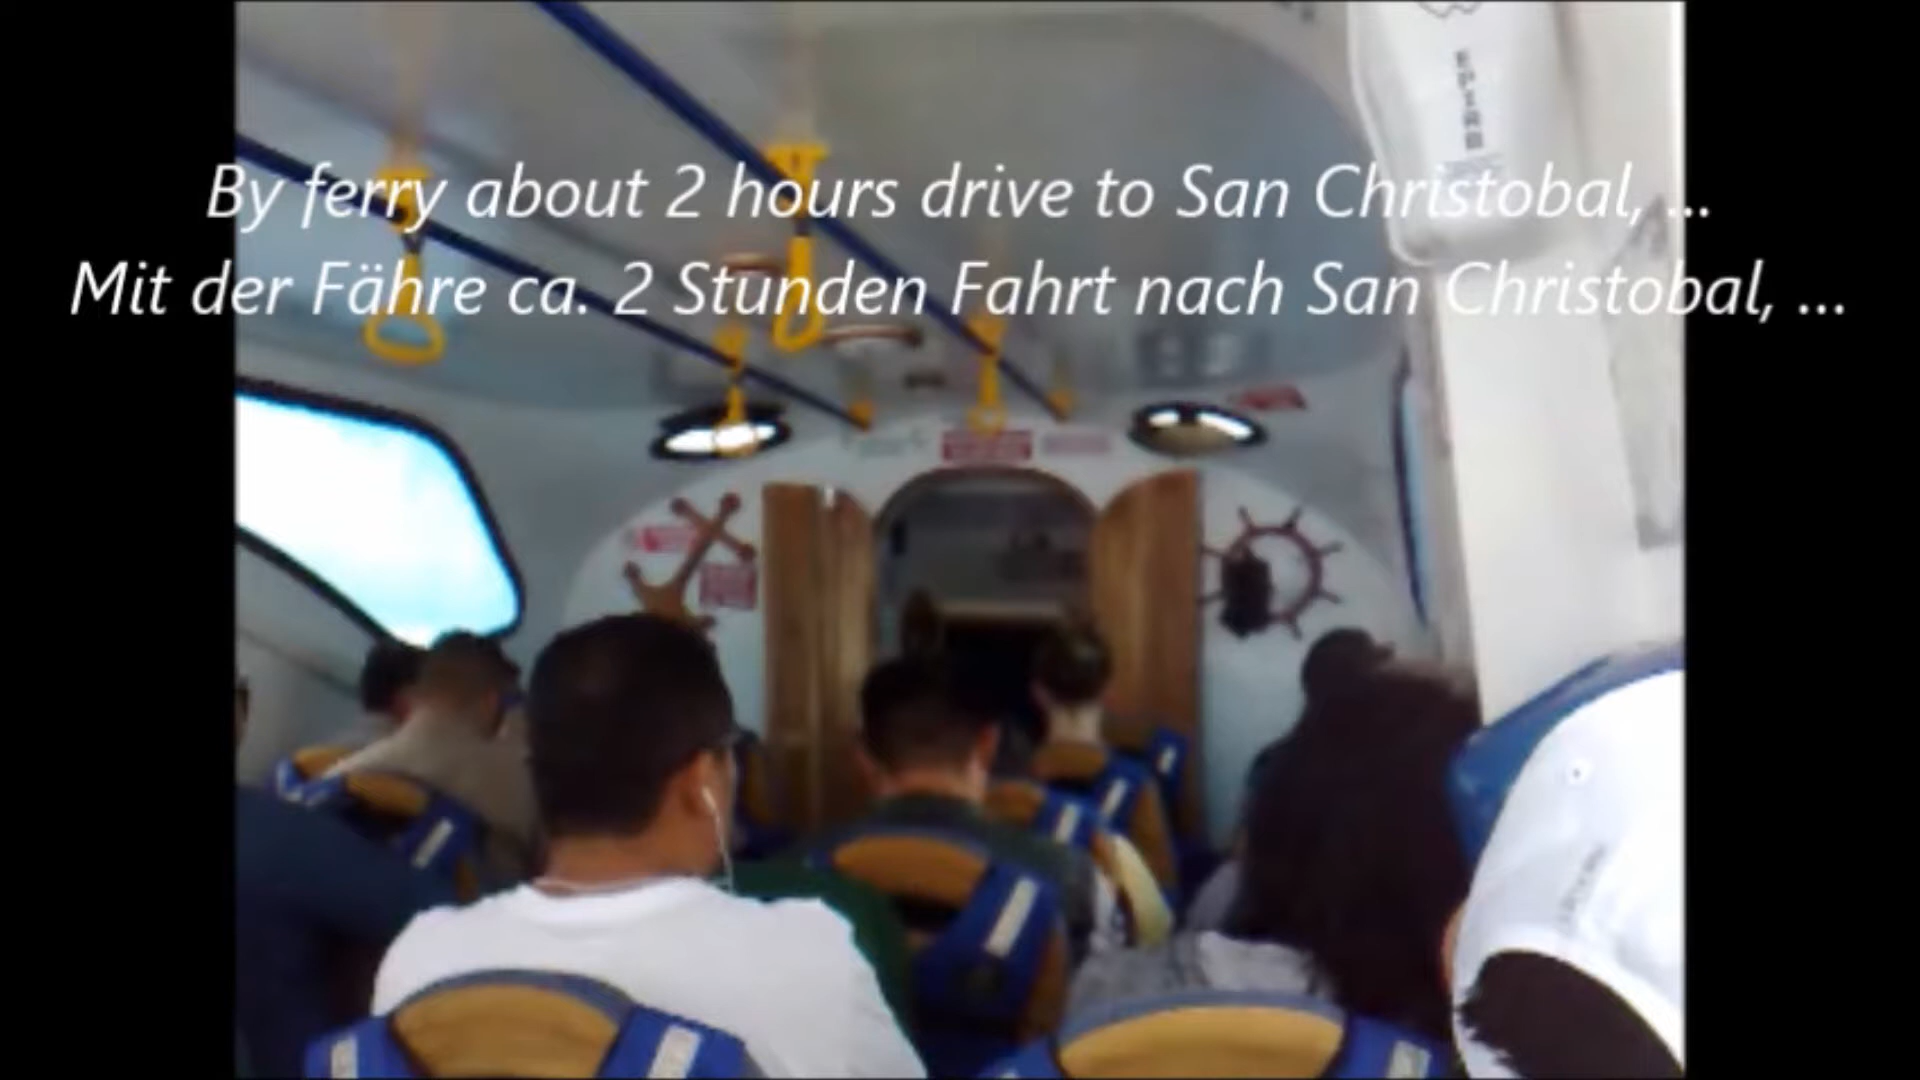 By ferry about 2 hours drive to San Christobal, ...
Mit der Fähre ca. 2 Stunden Fahrt nach San Christobal, ...